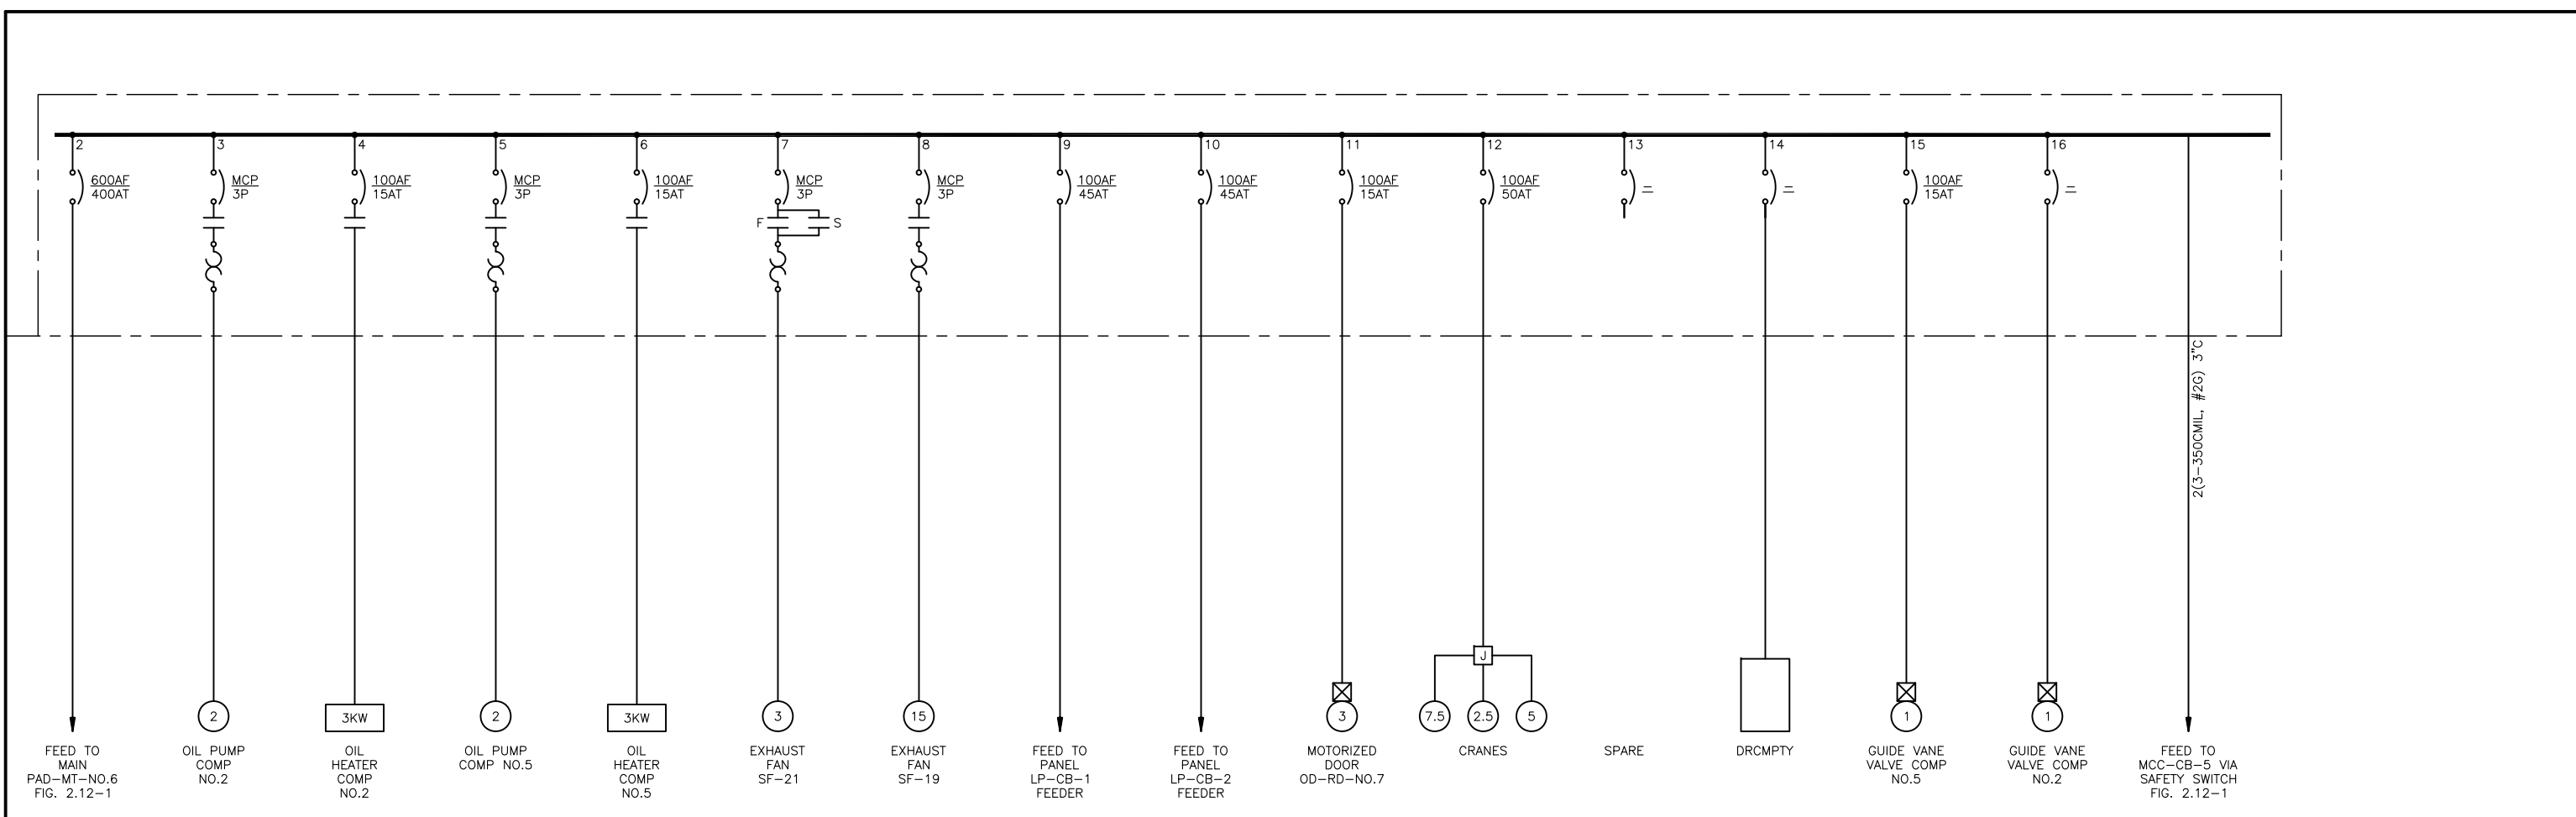 2
3
4
5
6
7
8
9
10
11
12
13
14
15
16
600AF
400AT
MCP
3P
100AF
15AT
MCP
3P
100AF
15AT
MCP
3P
MCP
3P
100AF
45AT
100AF
45AT
100AF
15AT
100AF
50AT
-
-
100AF
15AT
-
F
S
2(3-350CMIL, #2G) 3"C
J
2
3KW
2
3KW
3
15
3
7.5
2.5
5
1
1
FEED TO
MAIN
PAD-MT-NO.6
FIG. 2.12-1
OIL PUMP
COMP
NO.2
OIL
HEATER
COMP
NO.2
OIL PUMP
COMP NO.5
OIL
HEATER
COMP
NO.5
EXHAUST
FAN
SF-21
EXHAUST
FAN
SF-19
FEED TO
PANEL
LP-CB-1
FEEDER
FEED TO
PANEL
LP-CB-2
FEEDER
MOTORIZED
DOOR
OD-RD-NO.7
CRANES
SPARE
DRCMPTY
GUIDE VANE
VALVE COMP
NO.5
GUIDE VANE
VALVE COMP
NO.2
FEED TO
MCC-CB-5 VIA
SAFETY SWITCH
FIG. 2.12-1